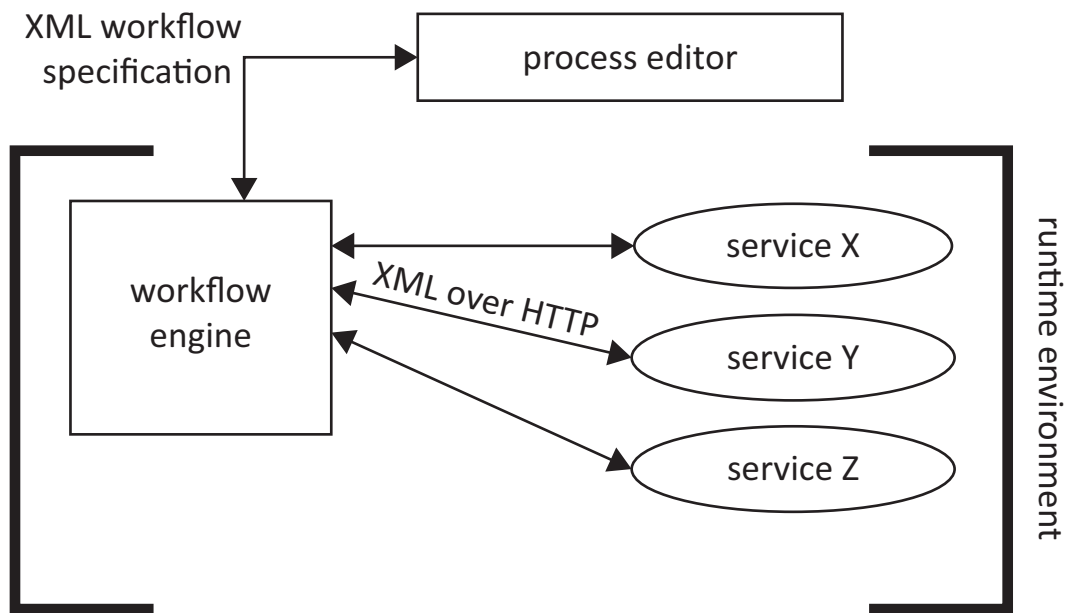 XML workflow
specification
process editor
workflow
engine
service X
XML over HTTP
service Y
service Z
runtime environment